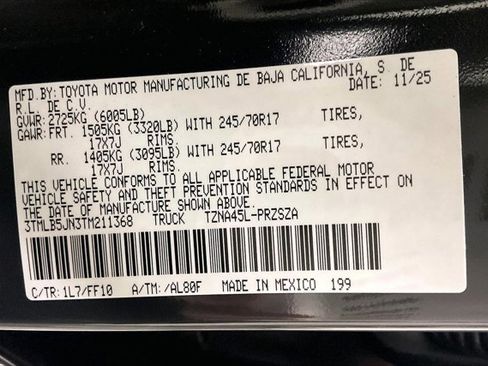 MFD.BY:TOYOTA MOTOR MANUFACTURING DE BAJA CALIFORNIA, S. DE
R.L. DE C.V. DATE: 11/25
GVWR:2725KG (6005LB)
GAWR:FRT. 1505KG (3320LB) WITH 245/70R17 TIRES,
17X7J RIMS.
RR. 1405KG (3095LB) WITH 245/70R17 TIRES,
17X7J RIMS.
THIS VEHICLE CONFORMS TO ALL APPLICABLE FEDERAL MOTOR
VEHICLE SAFETY AND THEFT PREVENTION STANDARDS IN EFFECT ON
THE DATE OF MANUFACTURE SHOWN ABOVE.
3TMLB5JN3TM211368 TRUCK TZNA45L-PRZSZA
C/TR:1L7/FF10 A/TM:/AL80F MADE IN MEXICO 199